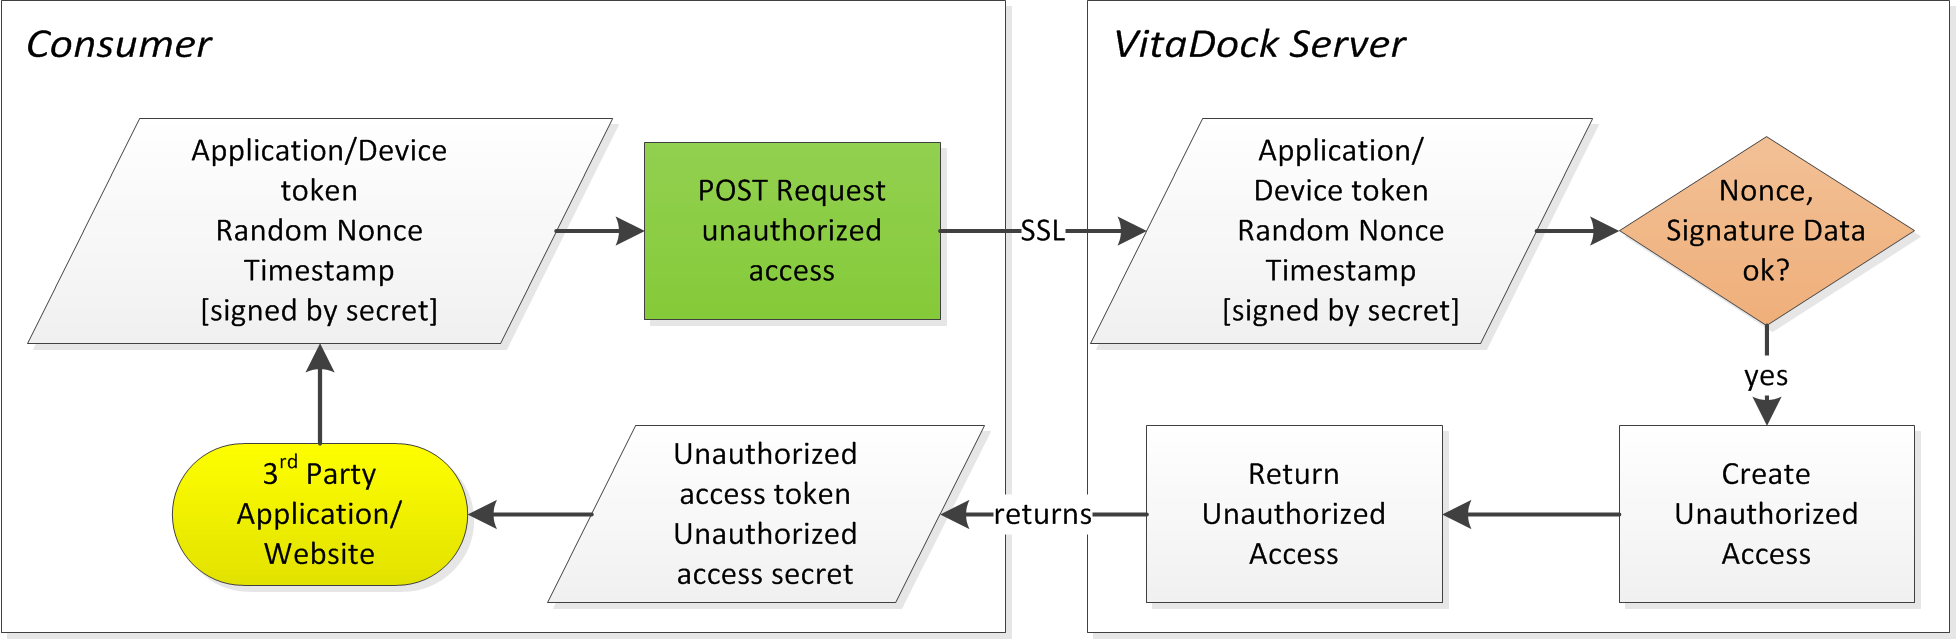 Consumer
Application/Device
token
Random Nonce
Timestamp
[signed by secret]
POST Request
unauthorized
access
SSL
3rd Party
Application/
Website
Unauthorized
access token
Unauthorized
access secret
returns
VitaDock Server
Application/
Device token
Random Nonce
Timestamp
[signed by secret]
Nonce,
Signature Data
ok?
yes
Create
Unauthorized
Access
Return
Unauthorized
Access